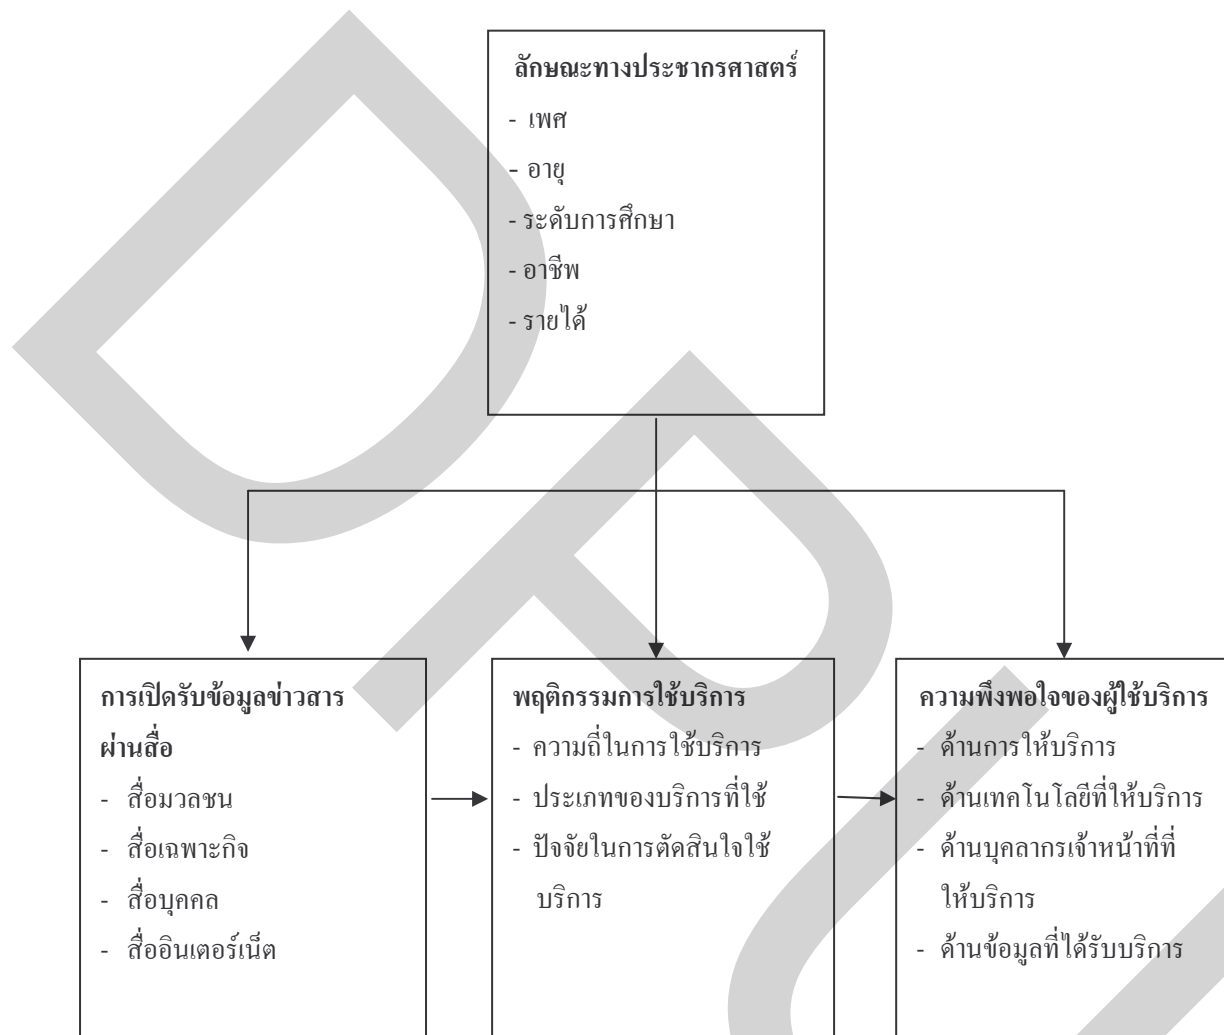 ลักษณะทางประชากรศาสตร์
- เพศ
- อายุ
- ระดับการศึกษา
- อาชีพ
- รายได้
การเปิดรับข้อมูลข่าวสาร
ผ่านสื่อ
- สื่อมวลชน
- สื่อเฉพาะกิจ
- สื่อบุคคล
- สื่ออินเตอร์เน็ต
พฤติกรรมการใช้บริการ
- ความถี่ในการใช้บริการ
- ประเภทของบริการที่ใช้
- ปัจจัยในการตัดสินใจใช้
บริการ
ความพึงพอใจของผู้ใช้บริการ
- ด้านการให้บริการ
- ด้านเทคโนโลยีที่ให้บริการ
- ด้านบุคลากรเจ้าหน้าที่ที่
ให้บริการ
- ด้านข้อมูลที่ได้รับบริการ
DPU